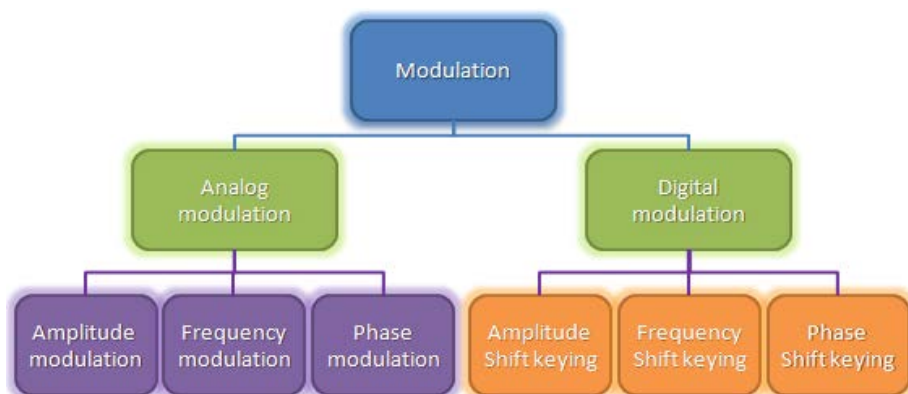 Modulation
Analog
modulation
Digital
modulation
Amplitude
modulation
Frequency
modulation
Phase
modulation
Amplitude
Shift keying
Frequency
Shift keying
Phase
Shift keying